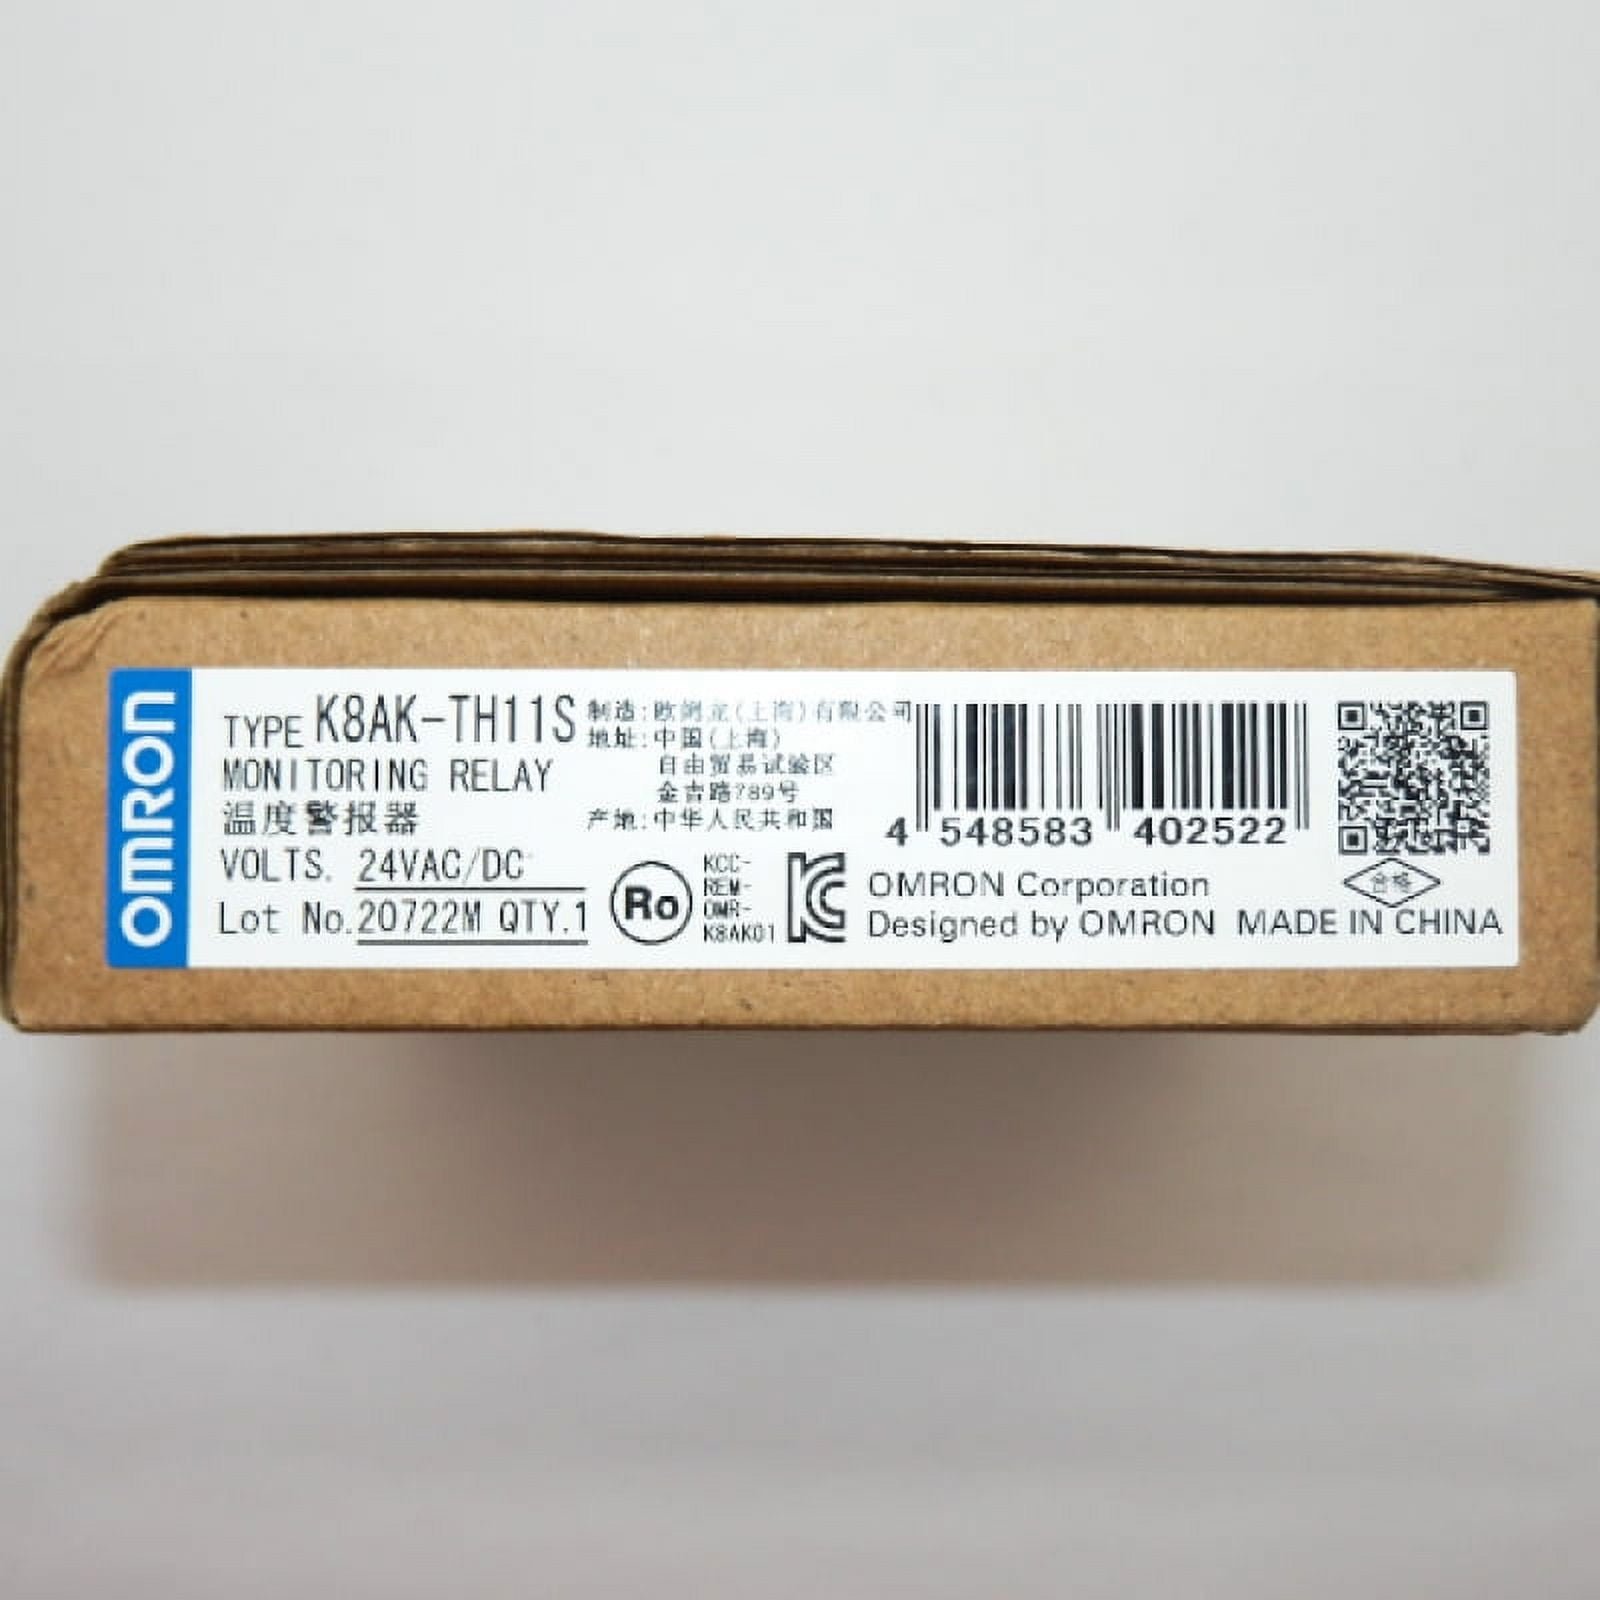 OMRON
TYPE K8AK-TH11S
MONITORING RELAY
温度警报器
VOLTS. 24VAC/DC
Lot No. 20722M QTY.1
制造:欧姆龙(上海)有限公司
地址:中国(上海)
自由贸易试验区
金吉路789号
产地:中华人民共和国
Ro
KCC-
REM-
OMR-
K8AK01
4 548583 402522
合格
OMRON Corporation
Designed by OMRON MADE IN CHINA